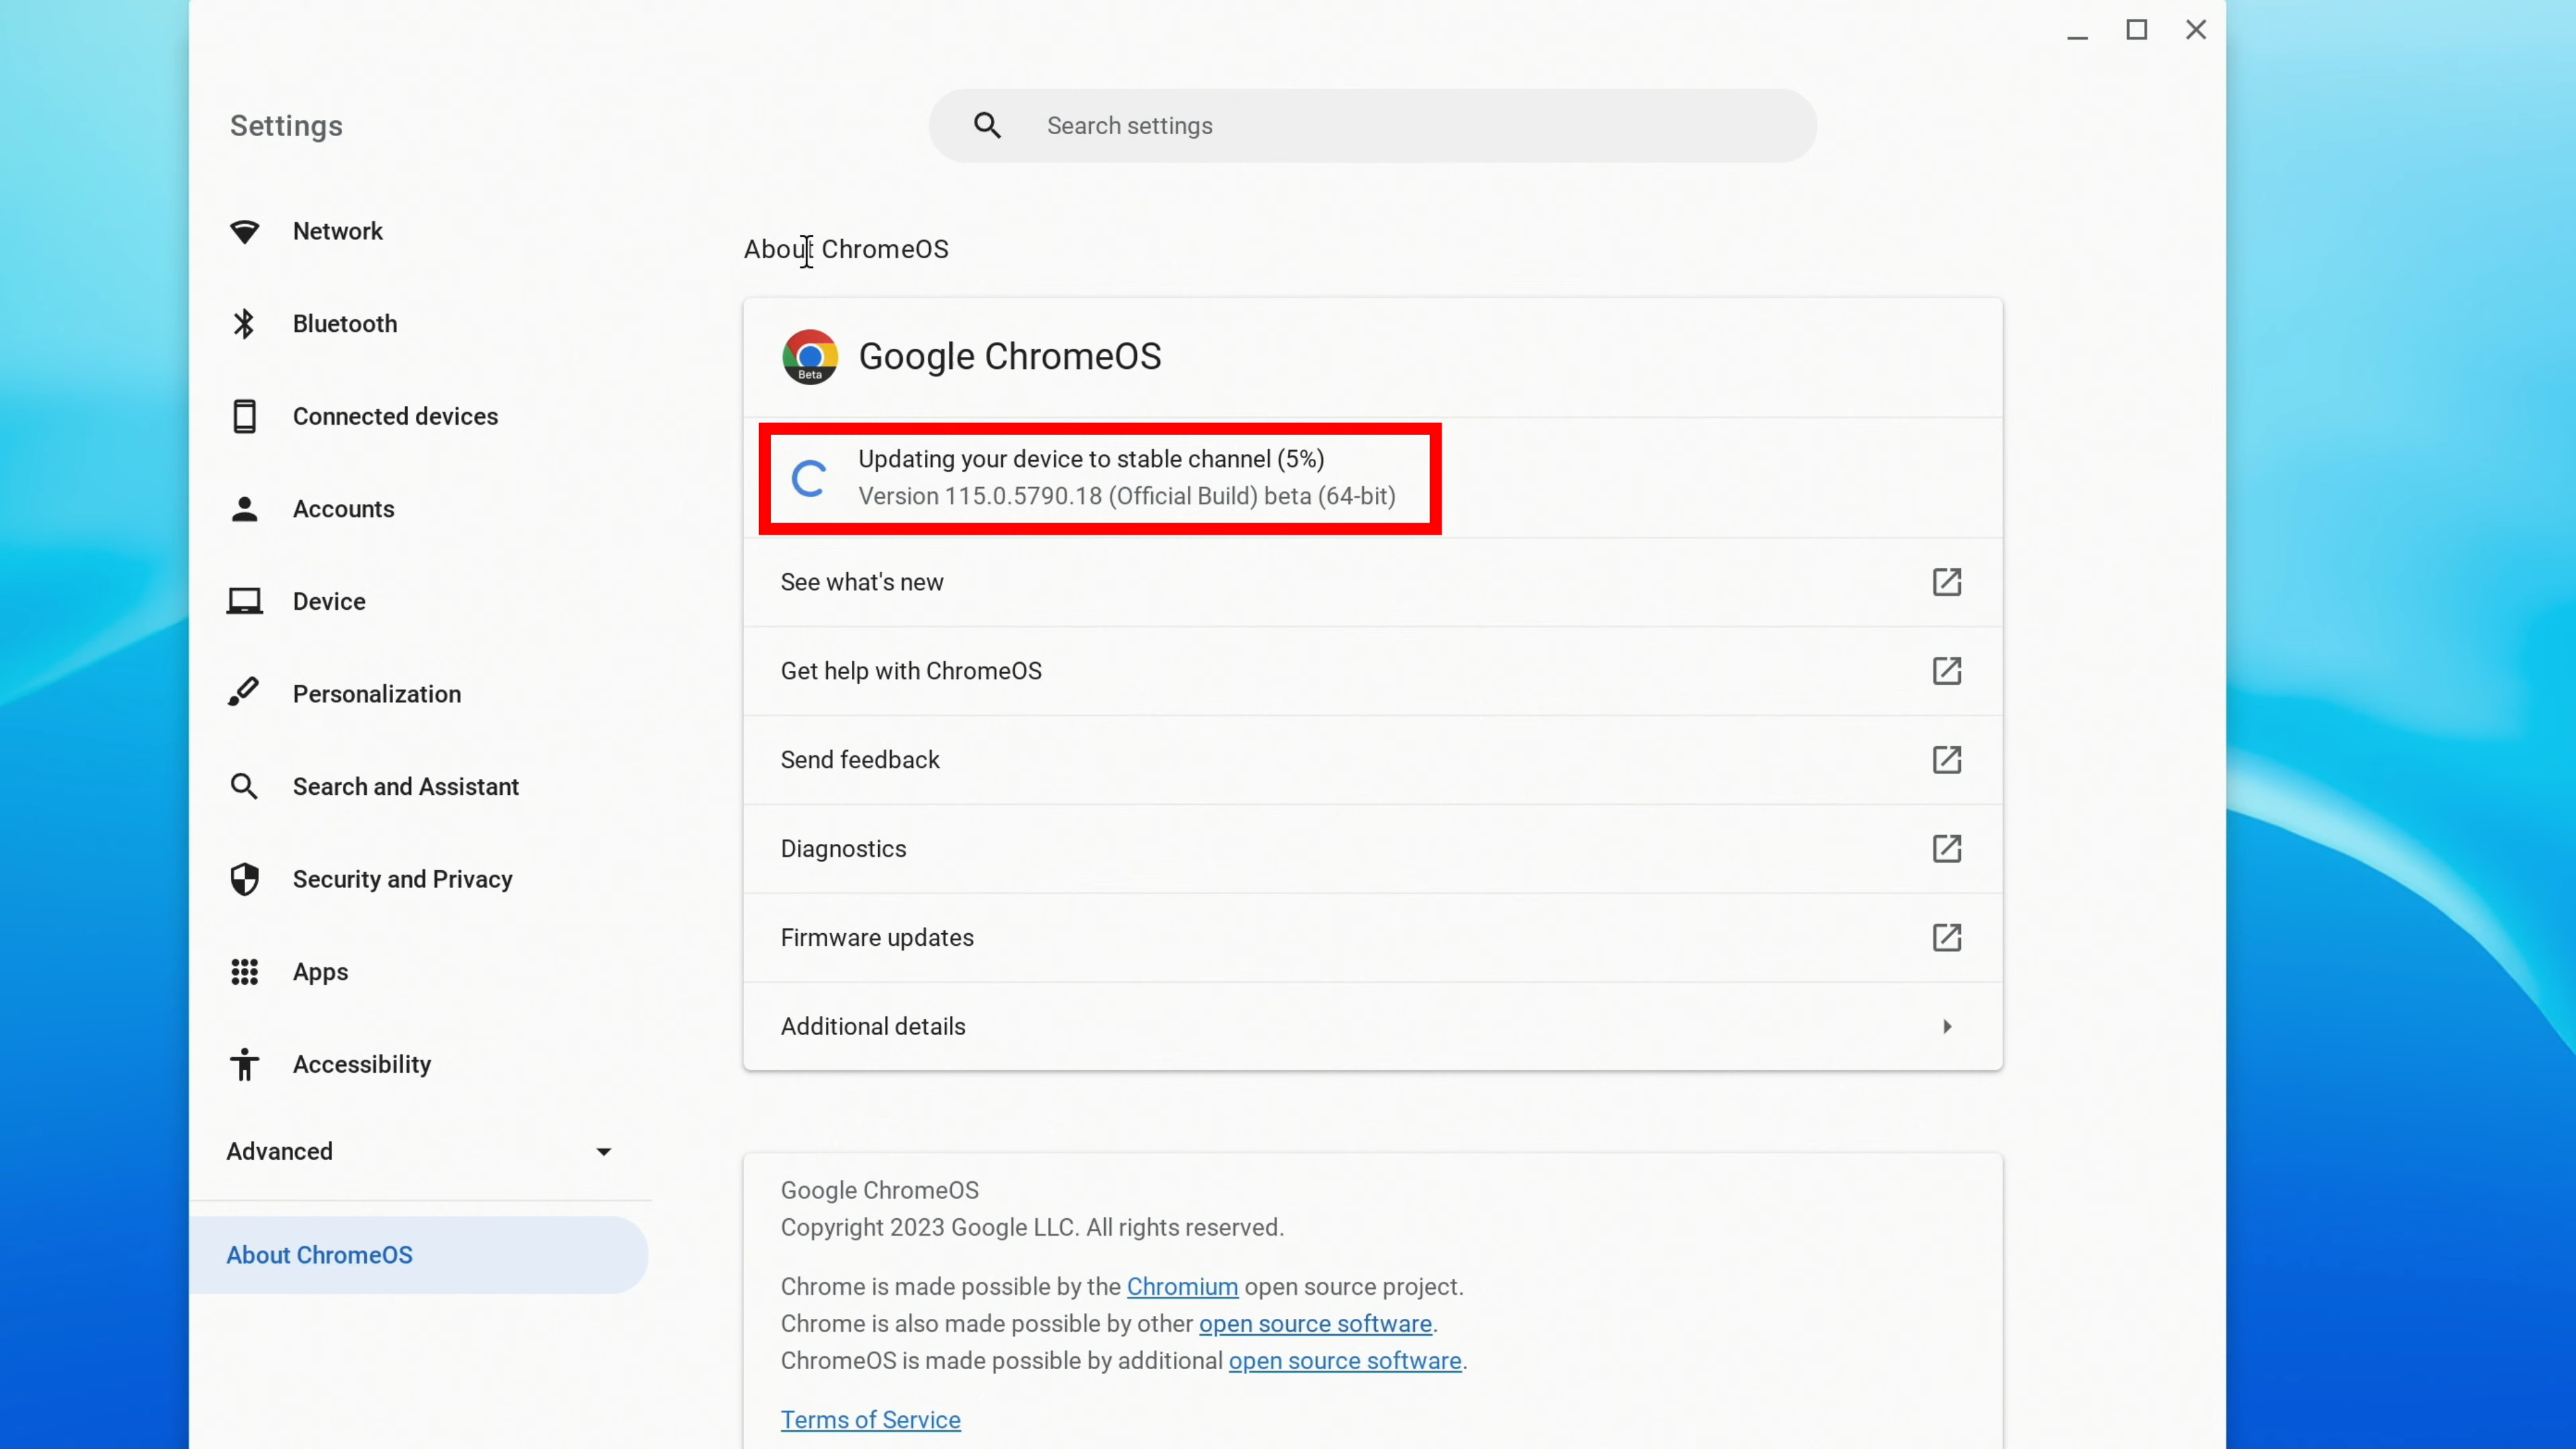 Settings
Search settings
Network
Bluetooth
Connected devices
Accounts
Device
Personalization
Search and Assistant
Security and Privacy
Apps
Accessibility
Advanced
About ChromeOS
About ChromeOS
Beta
Google ChromeOS
Updating your device to stable channel (5%)
Version 115.0.5790.18 (Official Build) beta (64-bit)
See what's new
Get help with ChromeOS
Send feedback
Diagnostics
Firmware updates
Additional details
Google ChromeOS
Copyright 2023 Google LLC. All rights reserved.
Chrome is made possible by the Chromium open source project.
Chrome is also made possible by other open source software.
ChromeOS is made possible by additional open source software.
Terms of Service